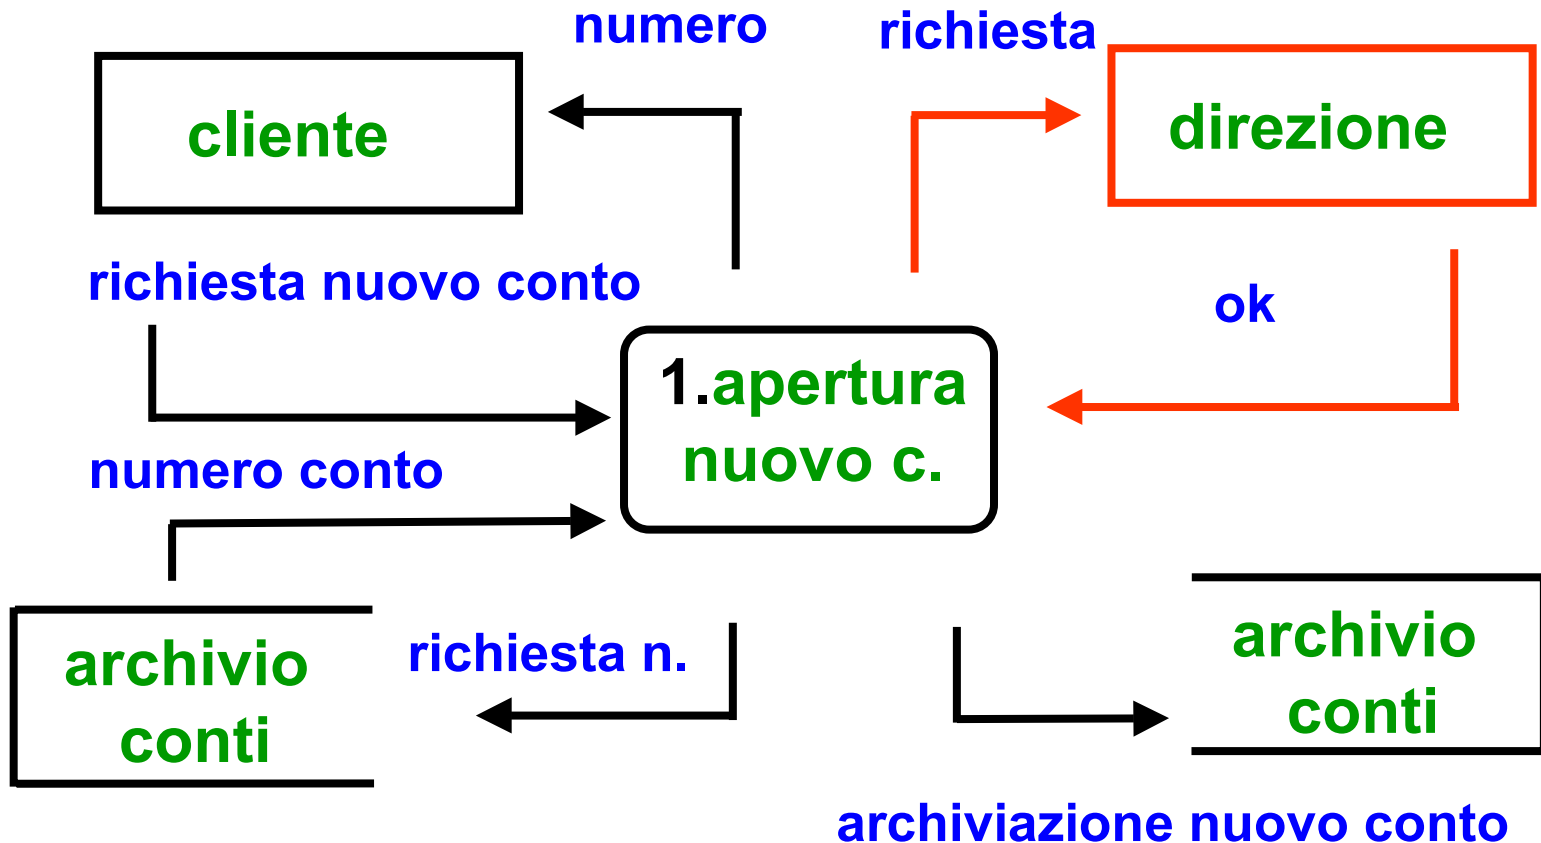 numero
richiesta
cliente
direzione
richiesta nuovo conto
ok
1.apertura
nuovo c.
numero conto
archivio
conti
richiesta n.
archivio
conti
archiviazione nuovo conto